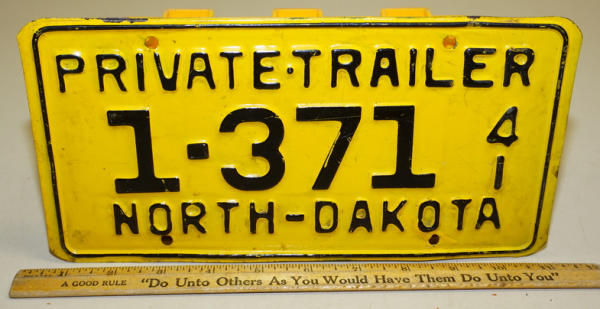 PRIVATE·TRAILER
1-371 41
NORTH-DAKOTA
A GOOD RULE "Do Unto Others As You Would Have Them Do Unto You"